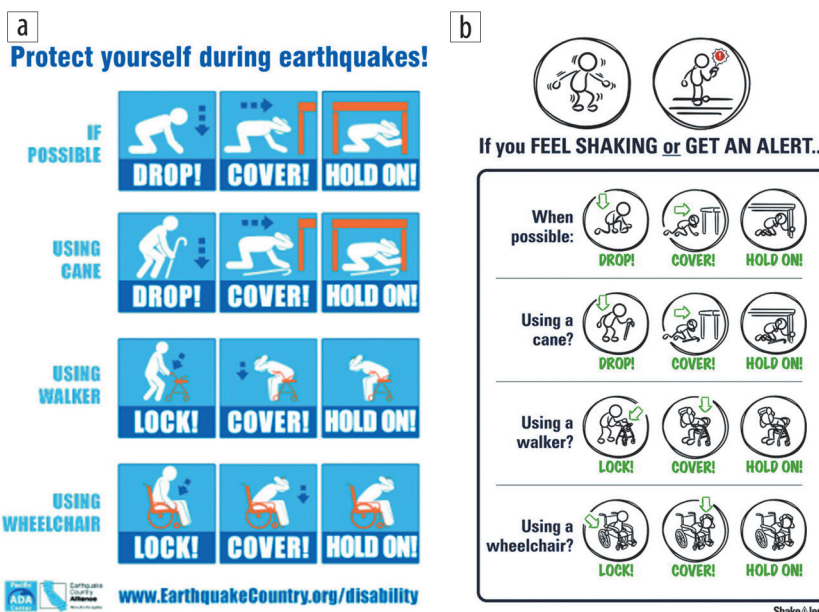 a
Protect yourself during earthquakes!
IF
POSSIBLE
DROP!
COVER!
HOLD ON!
USING
CANE
DROP!
COVER!
HOLD ON!
USING
WALKER
LOCK!
COVER!
HOLD ON!
USING
WHEELCHAIR
LOCK!
COVER!
HOLD ON!
Pacific
ADA
Center
Earthquake
Country
Alliance
www.EarthquakeCountry.org/disability
b
If you FEEL SHAKING or GET AN ALERT..
When
possible:
DROP!
COVER!
HOLD ON!
Using a
cane?
DROP!
COVER!
HOLD ON!
Using a
walker?
LOCK!
COVER!
HOLD ON!
Using a
wheelchair?
LOCK!
COVER!
HOLD ON!